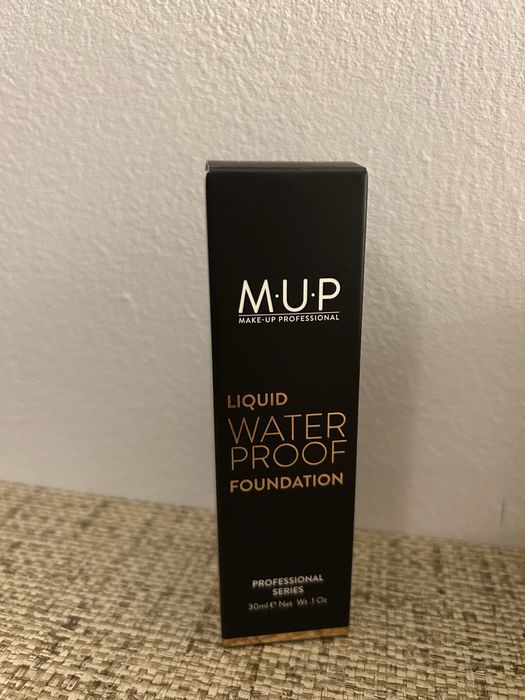 M·U·P
MAKE-UP PROFESSIONAL
LIQUID
WATER
PROOF
FOUNDATION
PROFESSIONAL
SERIES
30ml ℮ Net Wt .1 Oz